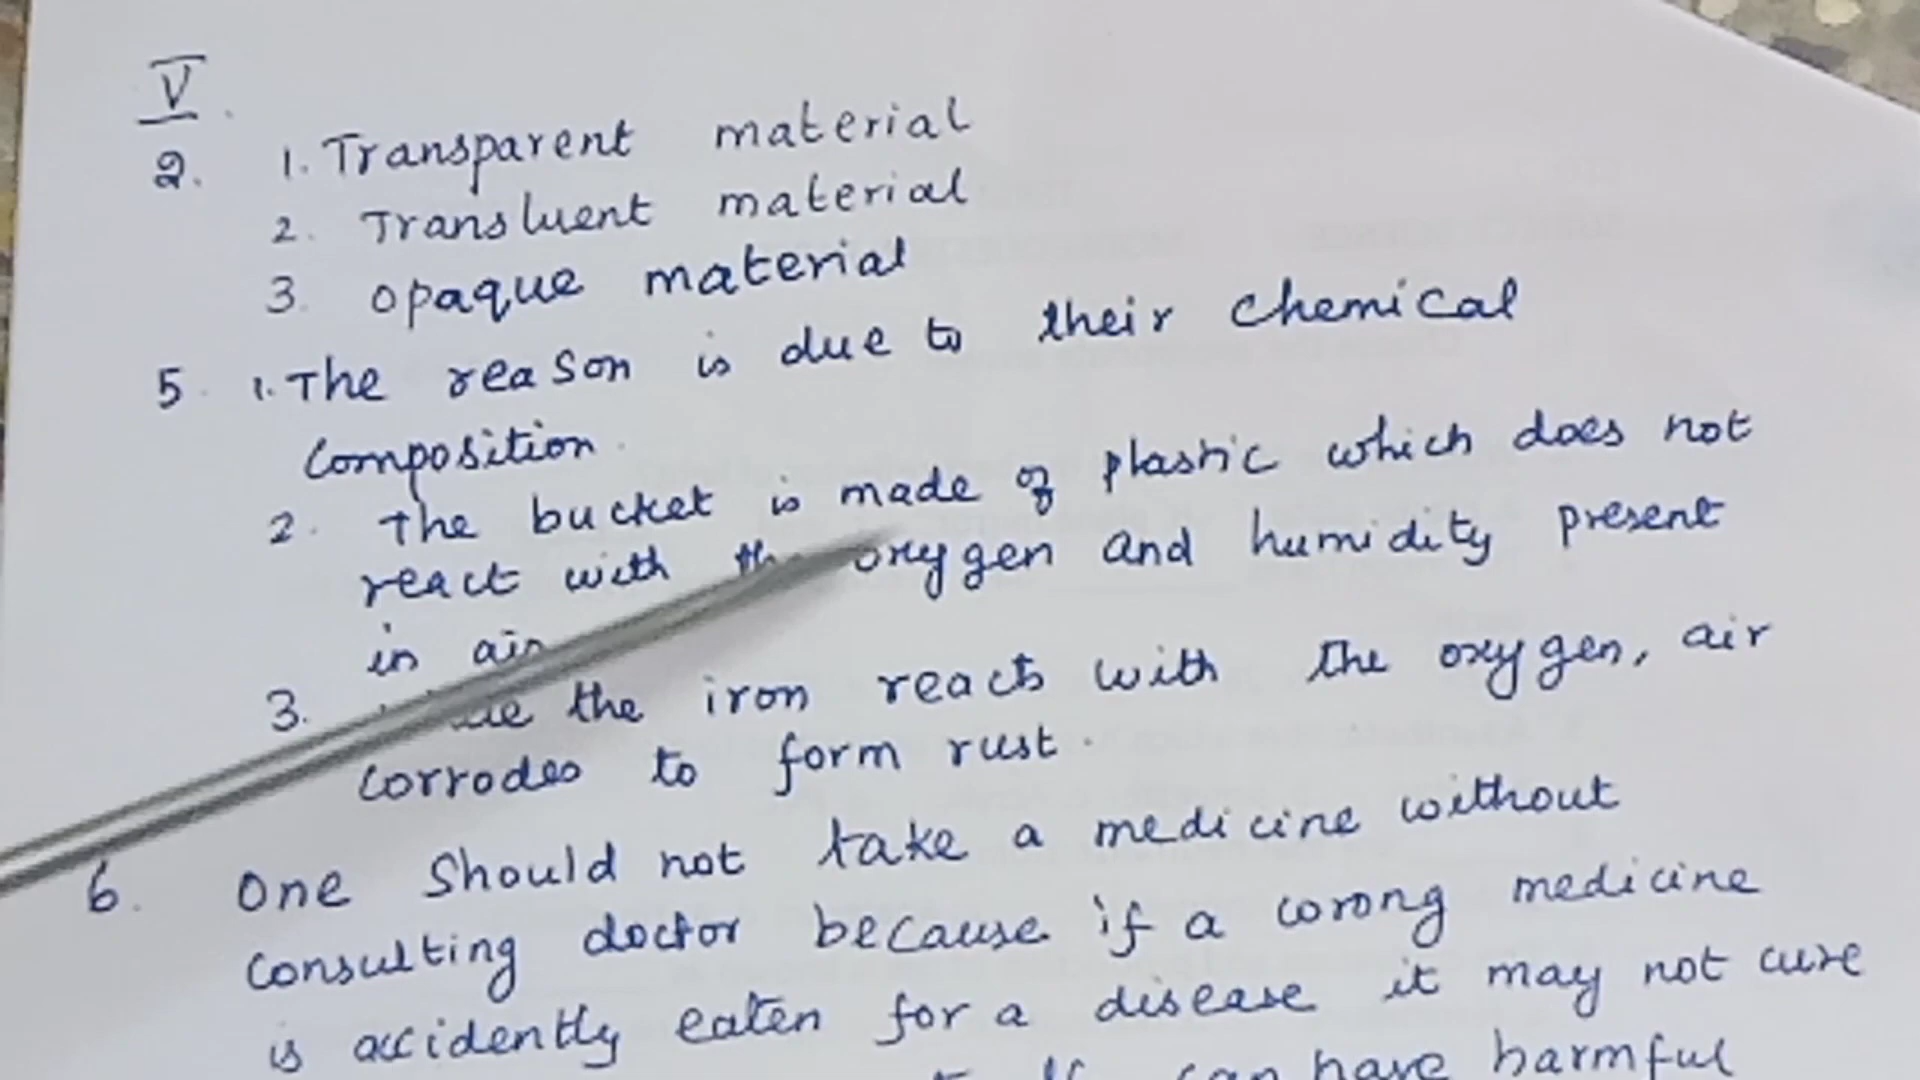 V.
2. 1. Transparent material
2. Transluent material
3. Opaque material
5. 1. The reason is due to their chemical
composition.
2. The bucket is made of plastic which does not
react with the oxygen and humidity present
in air
3. the iron reacts with the oxygen, air
corrodes to form rust.
6. One should not take a medicine without
consulting doctor because if a worong medicine
is accidently eaten for a disease it may not cure
can have harmful